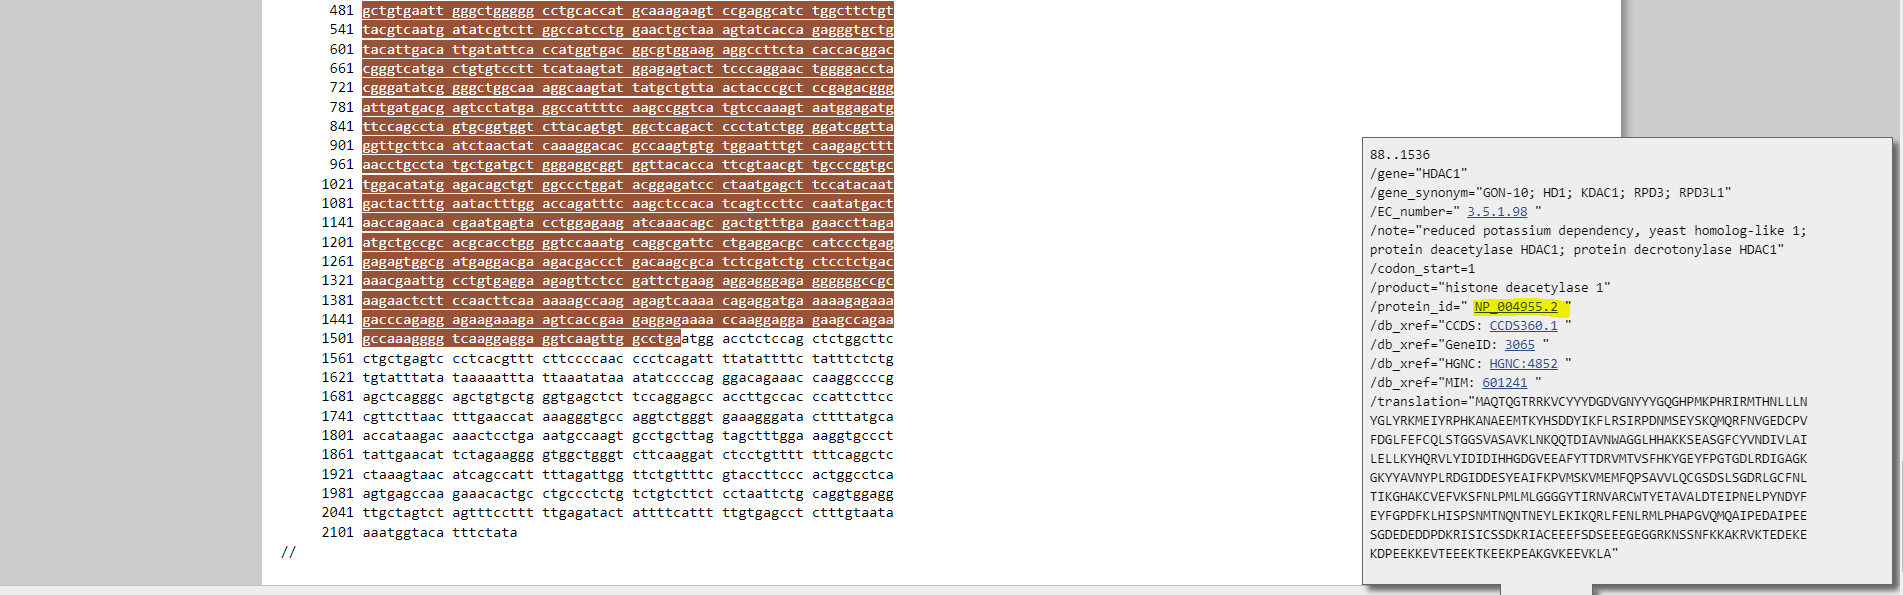 481 gctgtgaatt gggctggggg cctgcaccat gcaaagaagt ccgaggcatc tggcttctgt
541 tacgtcaatg atatcgtctt ggccatcctg gaactgctaa agtatcacca gagggtgctg
601 tacattgaca ttgatattca ccatggtgac ggcgtggaag aggccttcta caccacggac
661 cgggtcatga ctgtgtcctt tcataagtat ggagagtact tcccaggaac tggggaccta
721 cgggatatcg gggctggcaa aggcaagtat tatgctgtta actacccgct ccgagacggg
781 attgatgacg agtcctatga ggccattttc aagccggtca tgtccaaagt aatggagatg
841 ttccagccta gtgcggtggt cttacagtgt ggctcagact ccctatctgg ggatcggtta
901 ggttgcttca atctaactat caaaggacac gccaagtgtg tggaatttgt caagagcttt
961 aacctgccta tgctgatgct gggaggcggt ggttacacca ttcgtaacgt tgcccggtgc
1021 tggacatatg agacagctgt ggccctggat acggagatcc ctaatgagct tccatacaat
1081 gactactttg aatactttgg accagatttc aagctccaca tcagtccttc caatatgact
1141 aaccagaaca cgaatgagta cctggagaag atcaaacagc gactgtttga gaaccttaga
1201 atgctgccgc acgcacctgg ggtccaaatg caggcgattc ctgaggacgc catccctgag
1261 gagagtggcg atgaggacga agacgaccct gacaagcgca tctcgatctg ctcctctgac
1321 aaacgaattg cctgtgagga agagttctcc gattctgaag aggagggaga ggggggccgc
1381 aagaactctt ccaacttcaa aaaagccaag agagtcaaaa cagaggatga aaaagagaaa
1441 gacccagagg agaagaaaga agtcaccgaa gaggagaaaa ccaaggagga gaagccagaa
1501 gccaaagggg tcaaggagga ggtcaagttg gcctgaatgg acctctccag ctctggcttc
1561 ctgctgagtc cctcacgttt cttccccaac ccctcagatt ttatattttc tatttctctg
1621 tgtatttata taaaaattta ttaaatataa atatccccag ggacagaaac caaggccccg
1681 agctcagggc agctgtgctg ggtgagctct tccaggagcc accttgccac ccattcttcc
1741 cgttcttaac tttgaaccat aaagggtgcc aggtctgggt gaaagggata cttttatgca
1801 accataagac aaactcctga aatgccaagt gcctgcttag tagctttgga aaggtgccct
1861 tattgaacat tctagaaggg gtggctgggt cttcaaggat ctcctgtttt tttcaggctc
1921 ctaaagtaac atcagccatt tttagattgg ttctgttttc gtaccttccc actggcctca
1981 agtgagccaa gaaacactgc ctgccctctg tctgtcttct cctaattctg caggtggagg
2041 ttgctagtct agtttccttt ttgagatact attttcattt ttgtgagcct ctttgtaata
2101 aaatggtaca tttctata
//
88..1536
/gene="HDAC1"
/gene_synonym="GON-10; HD1; KDAC1; RPD3; RPD3L1"
/EC_number=" 3.5.1.98 "
/note="reduced potassium dependency, yeast homolog-like 1;
protein deacetylase HDAC1; protein decrotonylase HDAC1"
/codon_start=1
/product="histone deacetylase 1"
/protein_id=" NP_004955.2 "
/db_xref="CCDS: CCDS360.1 "
/db_xref="GeneID: 3065 "
/db_xref="HGNC: HGNC:4852 "
/db_xref="MIM: 601241 "
/translation="MAQTQGTRRKVCYYYDGDVGNYYYGQGHPMKPHRIRMTHNLLLN
YGLYRKMEIYRPHKANAEEMTKYHSDDYIKFLRSIRPDNMSEYSKQMQRFNVGEDCPV
FDGLFEFCQLSTGGSVASAVKLNKQQTDIAVNWAGGLHHAKKSEASGFCYVNDIVLAI
LELLKYHQRVLYIDIDIHHGDGVEEAFYTTDRVMTVSFHKYGEYFPGTGDLRDIGAGK
GKYYAVNYPLRDGIDDESYEAIFKPVMSKVMEMFQPSAVVLQCGSDSLSGDRLGCFNL
TIKGHAKCVEFVKSFNLPMLMLGGGGYTIRNVARCWTYETAVALDTEIPNELPYNDYF
EYFGPDFKLHISPSNMTNQNTNEYLEKIKQRLFENLRMLPHAPGVQMQAIPEDAIPEE
SGDEDEDDPDKRISICSSDKRIACEEEFSDSEEEGEGGRKNSSNFKKAKRVKTEDEKE
KDPEEKKEVTEEEKTKEEKPEAKGVKEEVKLA"